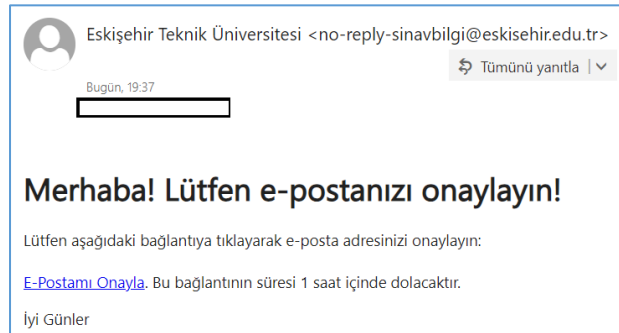 Eskişehir Teknik Üniversitesi <no-reply-sinavbilgi@eskisehir.edu.tr>
Tümünü yanıtla
Bugün, 19:37
Merhaba! Lütfen e-postanızı onaylayın!
Lütfen aşağıdaki bağlantıya tıklayarak e-posta adresinizi onaylayın:
E-Postamı Onayla. Bu bağlantının süresi 1 saat içinde dolacaktır.
İyi Günler